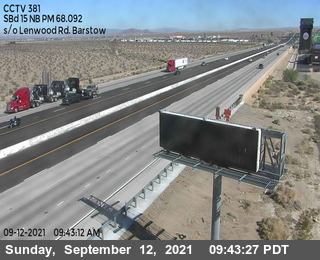 CCTV 381
SBd 15 NB PM 68.092
s/o Lenwood Rd. Barstow
09-12-2021 09:43:12 AM
Sunday, September 12, 2021 09:43:27 PDT